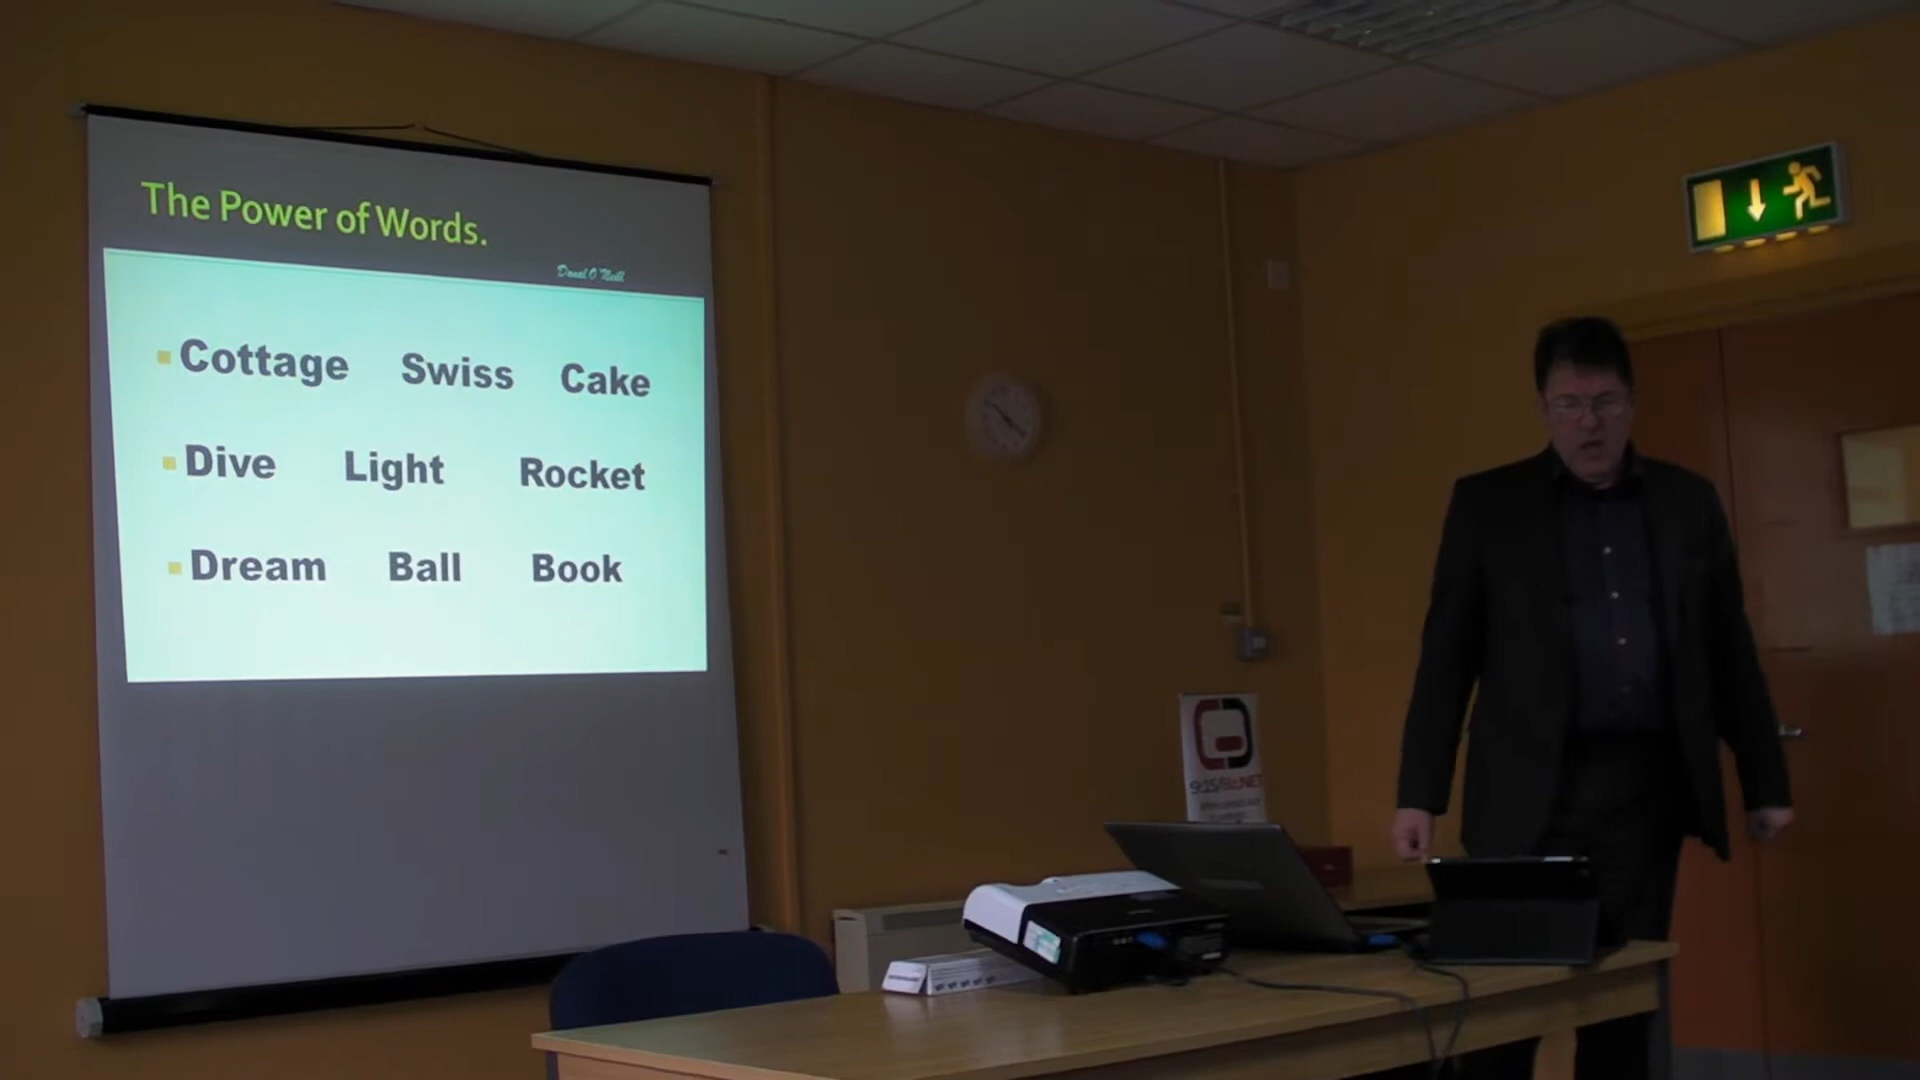 The Power of Words.
Donal O'Neill
Cottage Swiss Cake
Dive Light Rocket
Dream Ball Book